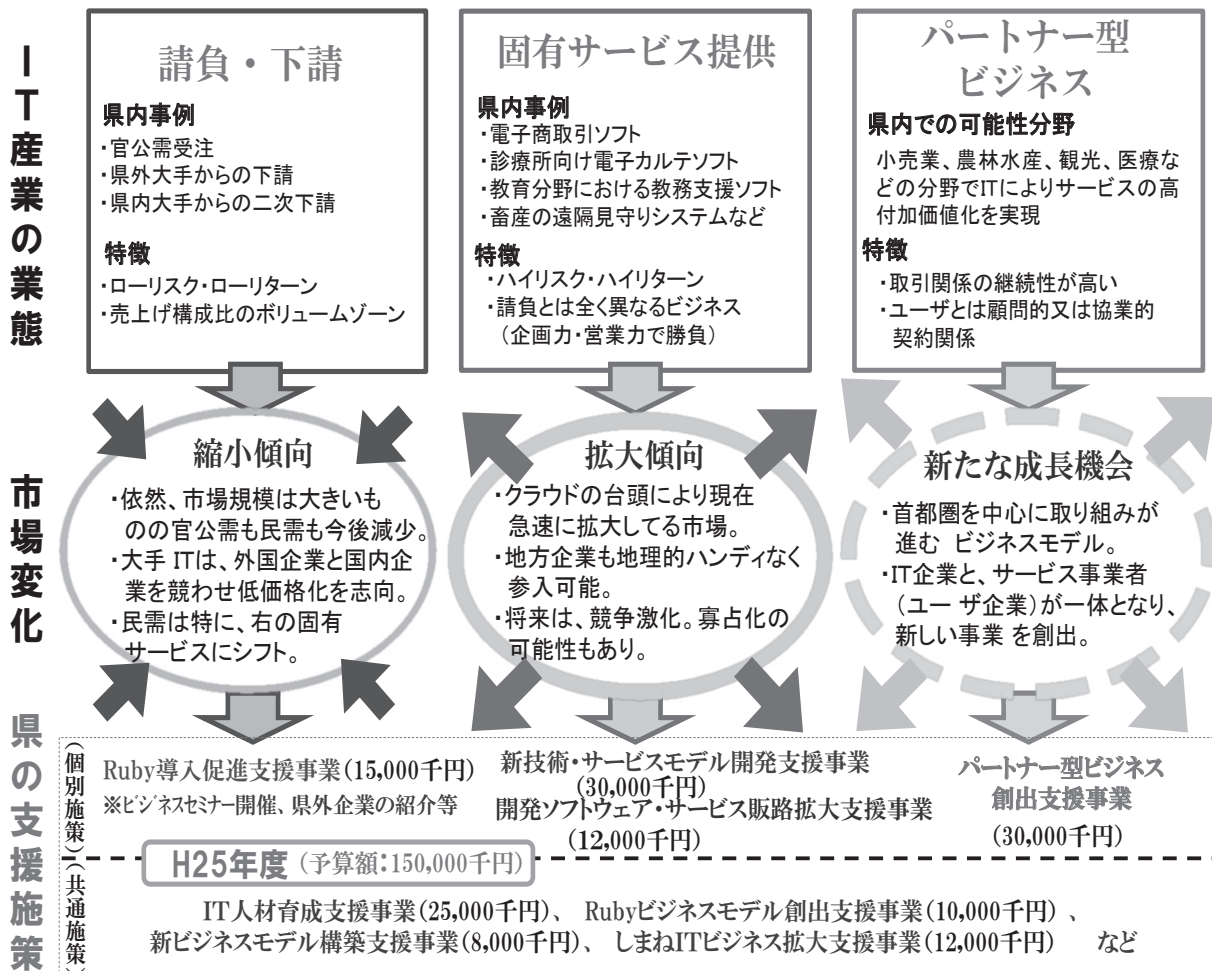 IT産業の業態
請負・下請
県内事例
・官公需受注
・県外大手からの下請
・県内大手からの二次下請
特徴
・ローリスク・ローリターン
・売上げ構成比のボリュームゾーン
固有サービス提供
県内事例
・電子商取引ソフト
・診療所向け電子カルテソフト
・教育分野における教務支援ソフト
・畜産の遠隔見守りシステムなど
特徴
・ハイリスク・ハイリターン
・請負とは全く異なるビジネス
（企画力・営業力で勝負）
パートナー型
ビジネス
県内での可能性分野
小売業、農林水産、観光、医療な
どの分野でITによりサービスの高
付加価値化を実現
特徴
・取引関係の継続性が高い
・ユーザとは顧問的又は協業的
契約関係
市場変化
縮小傾向
・依然、市場規模は大きいも
のの官公需も民需も今後減少。
・大手 ITは、外国企業と国内企
業を競わせ低価格化を志向。
・民需は特に、右の固有
サービスにシフト。
拡大傾向
・クラウドの台頭により現在
急速に拡大してる市場。
・地方企業も地理的ハンディなく
参入可能。
・将来は、競争激化。寡占化の
可能性もあり。
新たな成長機会
・首都圏を中心に取り組みが
進む ビジネスモデル。
・IT企業と、サービス事業者
（ユー ザ企業）が一体となり、
新しい事業 を創出。
県の支援施策
（個別施策）
Ruby導入促進支援事業(15,000千円)
※ビジネスセミナー開催、県外企業の紹介等
新技術・サービスモデル開発支援事業
(30,000千円)
開発ソフトウェア・サービス販路拡大支援事業
(12,000千円)
パートナー型ビジネス
創出支援事業
(30,000千円)
H25年度（予算額：150,000千円）
（共通施策）
IT人材育成支援事業(25,000千円)、 Rubyビジネスモデル創出支援事業(10,000千円) 、
新ビジネスモデル構築支援事業(8,000千円)、 しまねITビジネス拡大支援事業(12,000千円) など